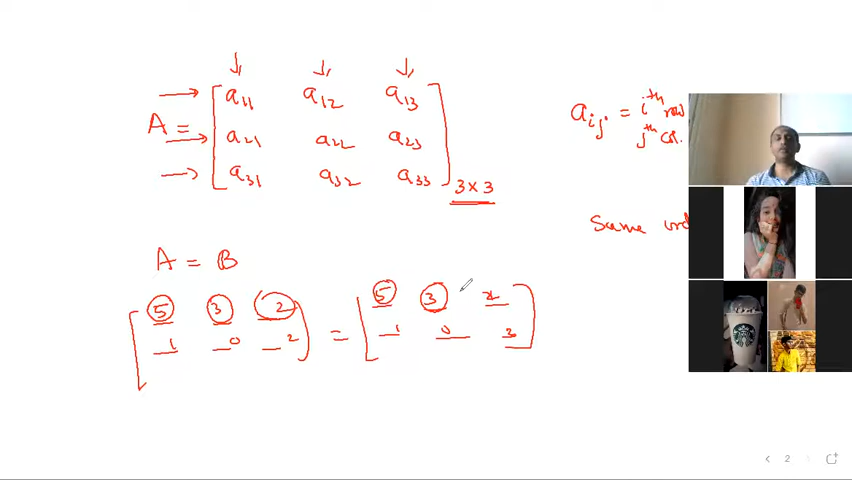 a11 a12 a13
A = a21 a22 a23
a31 a32 a33 3×3
aij = ith row
jth col.
Same
A = B
5 3 2 = 5 3 x
1 0 2 1 0 3
2